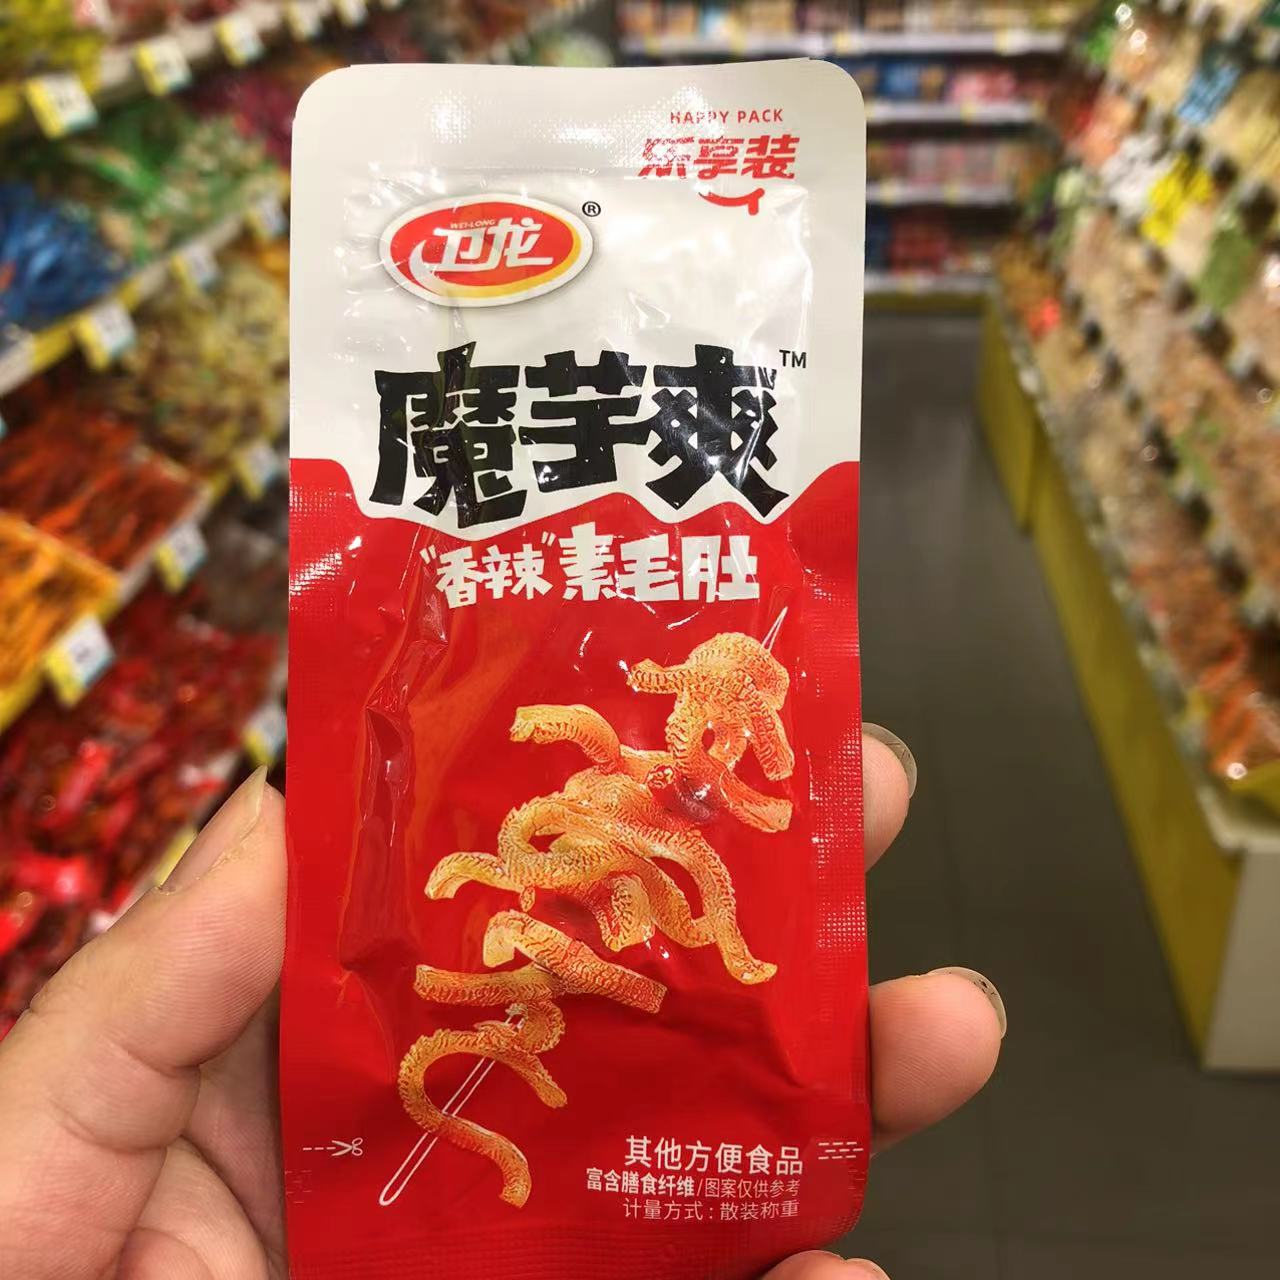 HAPPY PACK
乐享装
WEI-LONG
卫龙®
魔芋爽™
“香辣”素毛肚
其他方便食品
富含膳食纤维/图案仅供参考
计量方式：散装称重